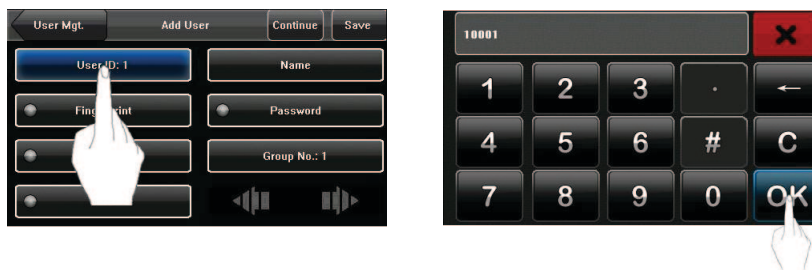 User Mgt. Add User Continue Save
User ID: 1 Name
Password
Group No.: 1
10001
1 2 3 . ←
4 5 6 # C
7 8 9 0 OK